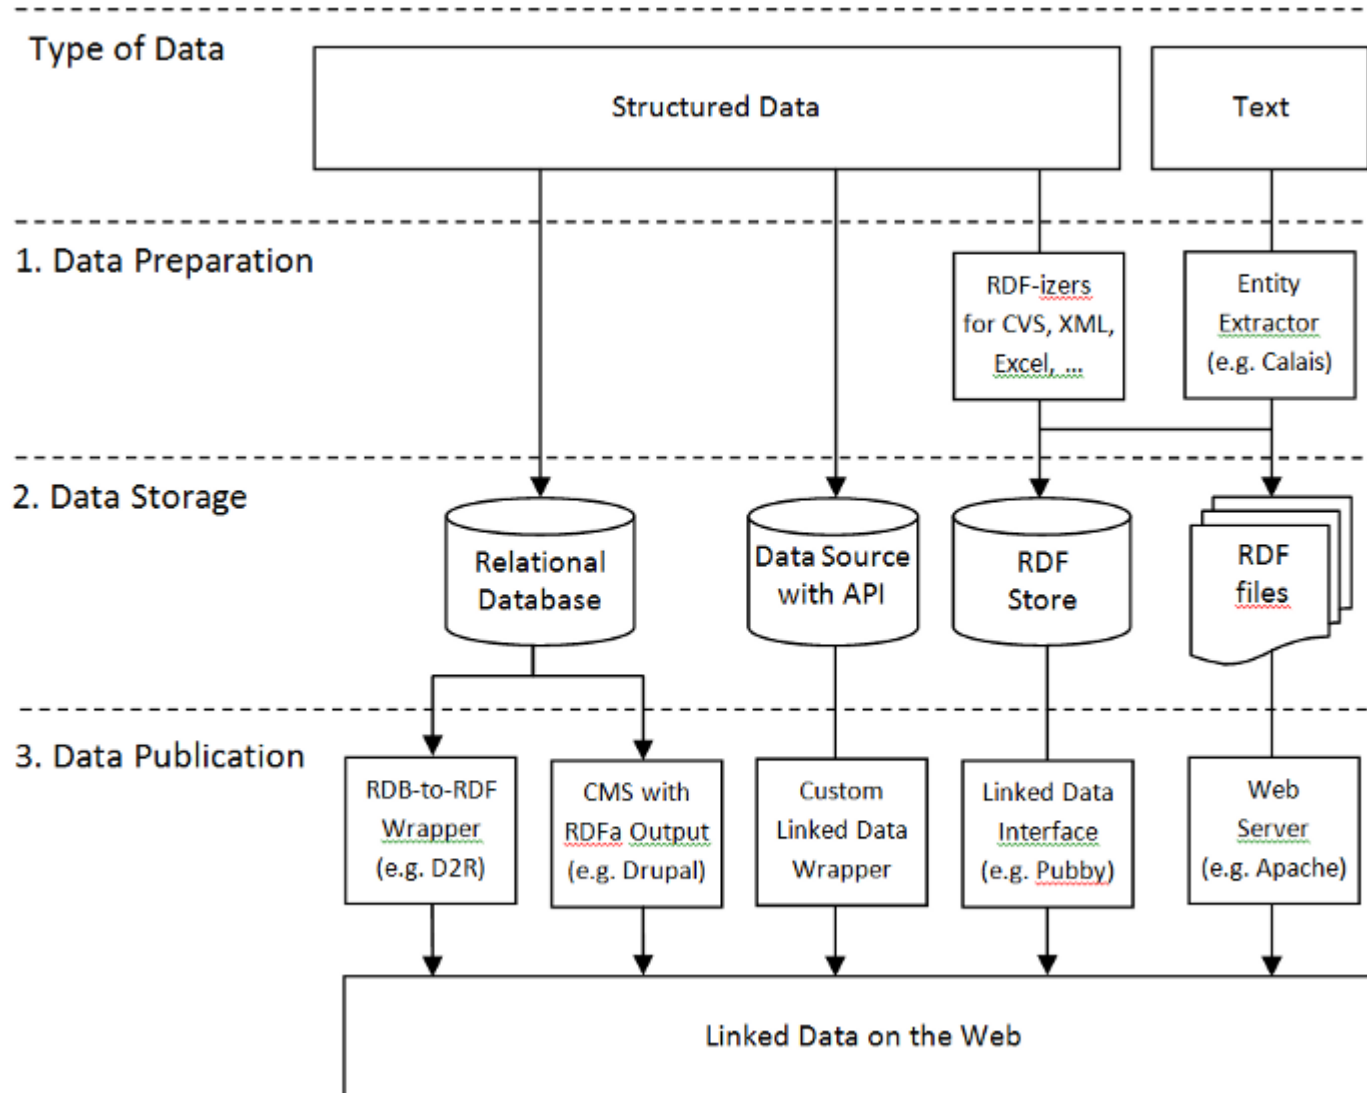 Type of Data
Structured Data
Text
1. Data Preparation
RDF-izers
for CVS, XML,
Excel, ...
Entity
Extractor
(e.g. Calais)
2. Data Storage
Relational
Database
Data Source
with API
RDF
Store
RDF
files
3. Data Publication
RDB-to-RDF
Wrapper
(e.g. D2R)
CMS with
RDFa Output
(e.g. Drupal)
Custom
Linked Data
Wrapper
Linked Data
Interface
(e.g. Pubby)
Web
Server
(e.g. Apache)
Linked Data on the Web